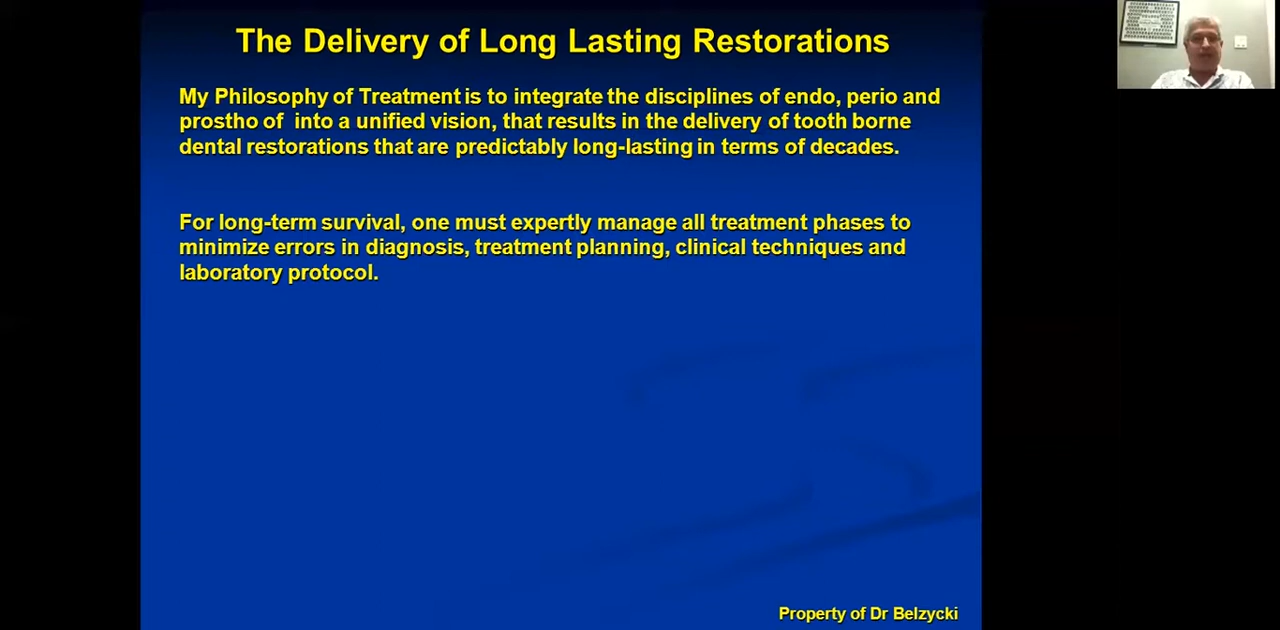 The Delivery of Long Lasting Restorations
My Philosophy of Treatment is to integrate the disciplines of endo, perio and
prostho of into a unified vision, that results in the delivery of tooth borne
dental restorations that are predictably long-lasting in terms of decades.
For long-term survival, one must expertly manage all treatment phases to
minimize errors in diagnosis, treatment planning, clinical techniques and
laboratory protocol.
Property of Dr Belzycki